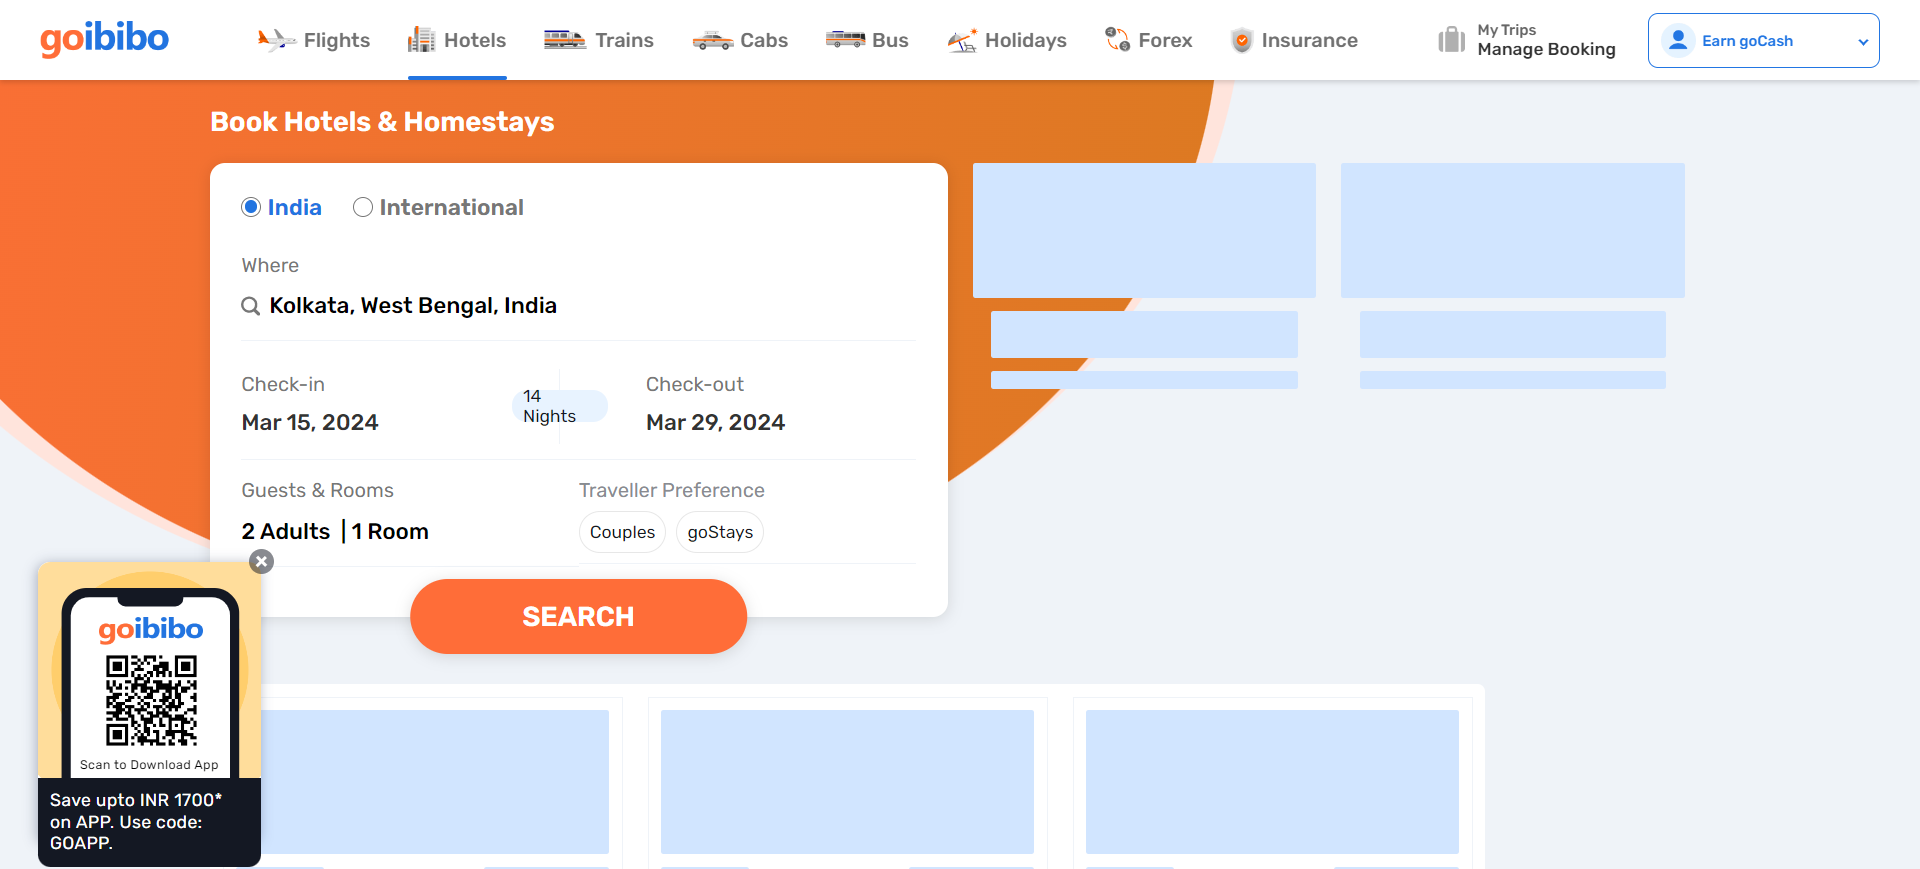 goibibo
Flights
Hotels
Trains
Cabs
Bus
Holidays
Forex
Insurance
My Trips
Manage Booking
Earn goCash
Book Hotels & Homestays
India
International
Where
Kolkata, West Bengal, India
Check-in
Mar 15, 2024
14
Nights
Check-out
Mar 29, 2024
Guests & Rooms
2 Adults | 1 Room
Traveller Preference
Couples
goStays
SEARCH
goibibo
Scan to Download App
Save upto INR 1700*
on APP. Use code:
GOAPP.